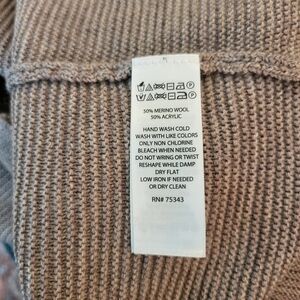 50% MERINO WOOL
50% ACRYLIC
HAND WASH COLD
WASH WITH LIKE COLORS
ONLY NON CHLORINE
BLEACH WHEN NEEDED
DO NOT WRING OR TWIST
RESHAPE WHILE DAMP
DRY FLAT
LOW IRON IF NEEDED
OR DRY CLEAN
RN# 75343